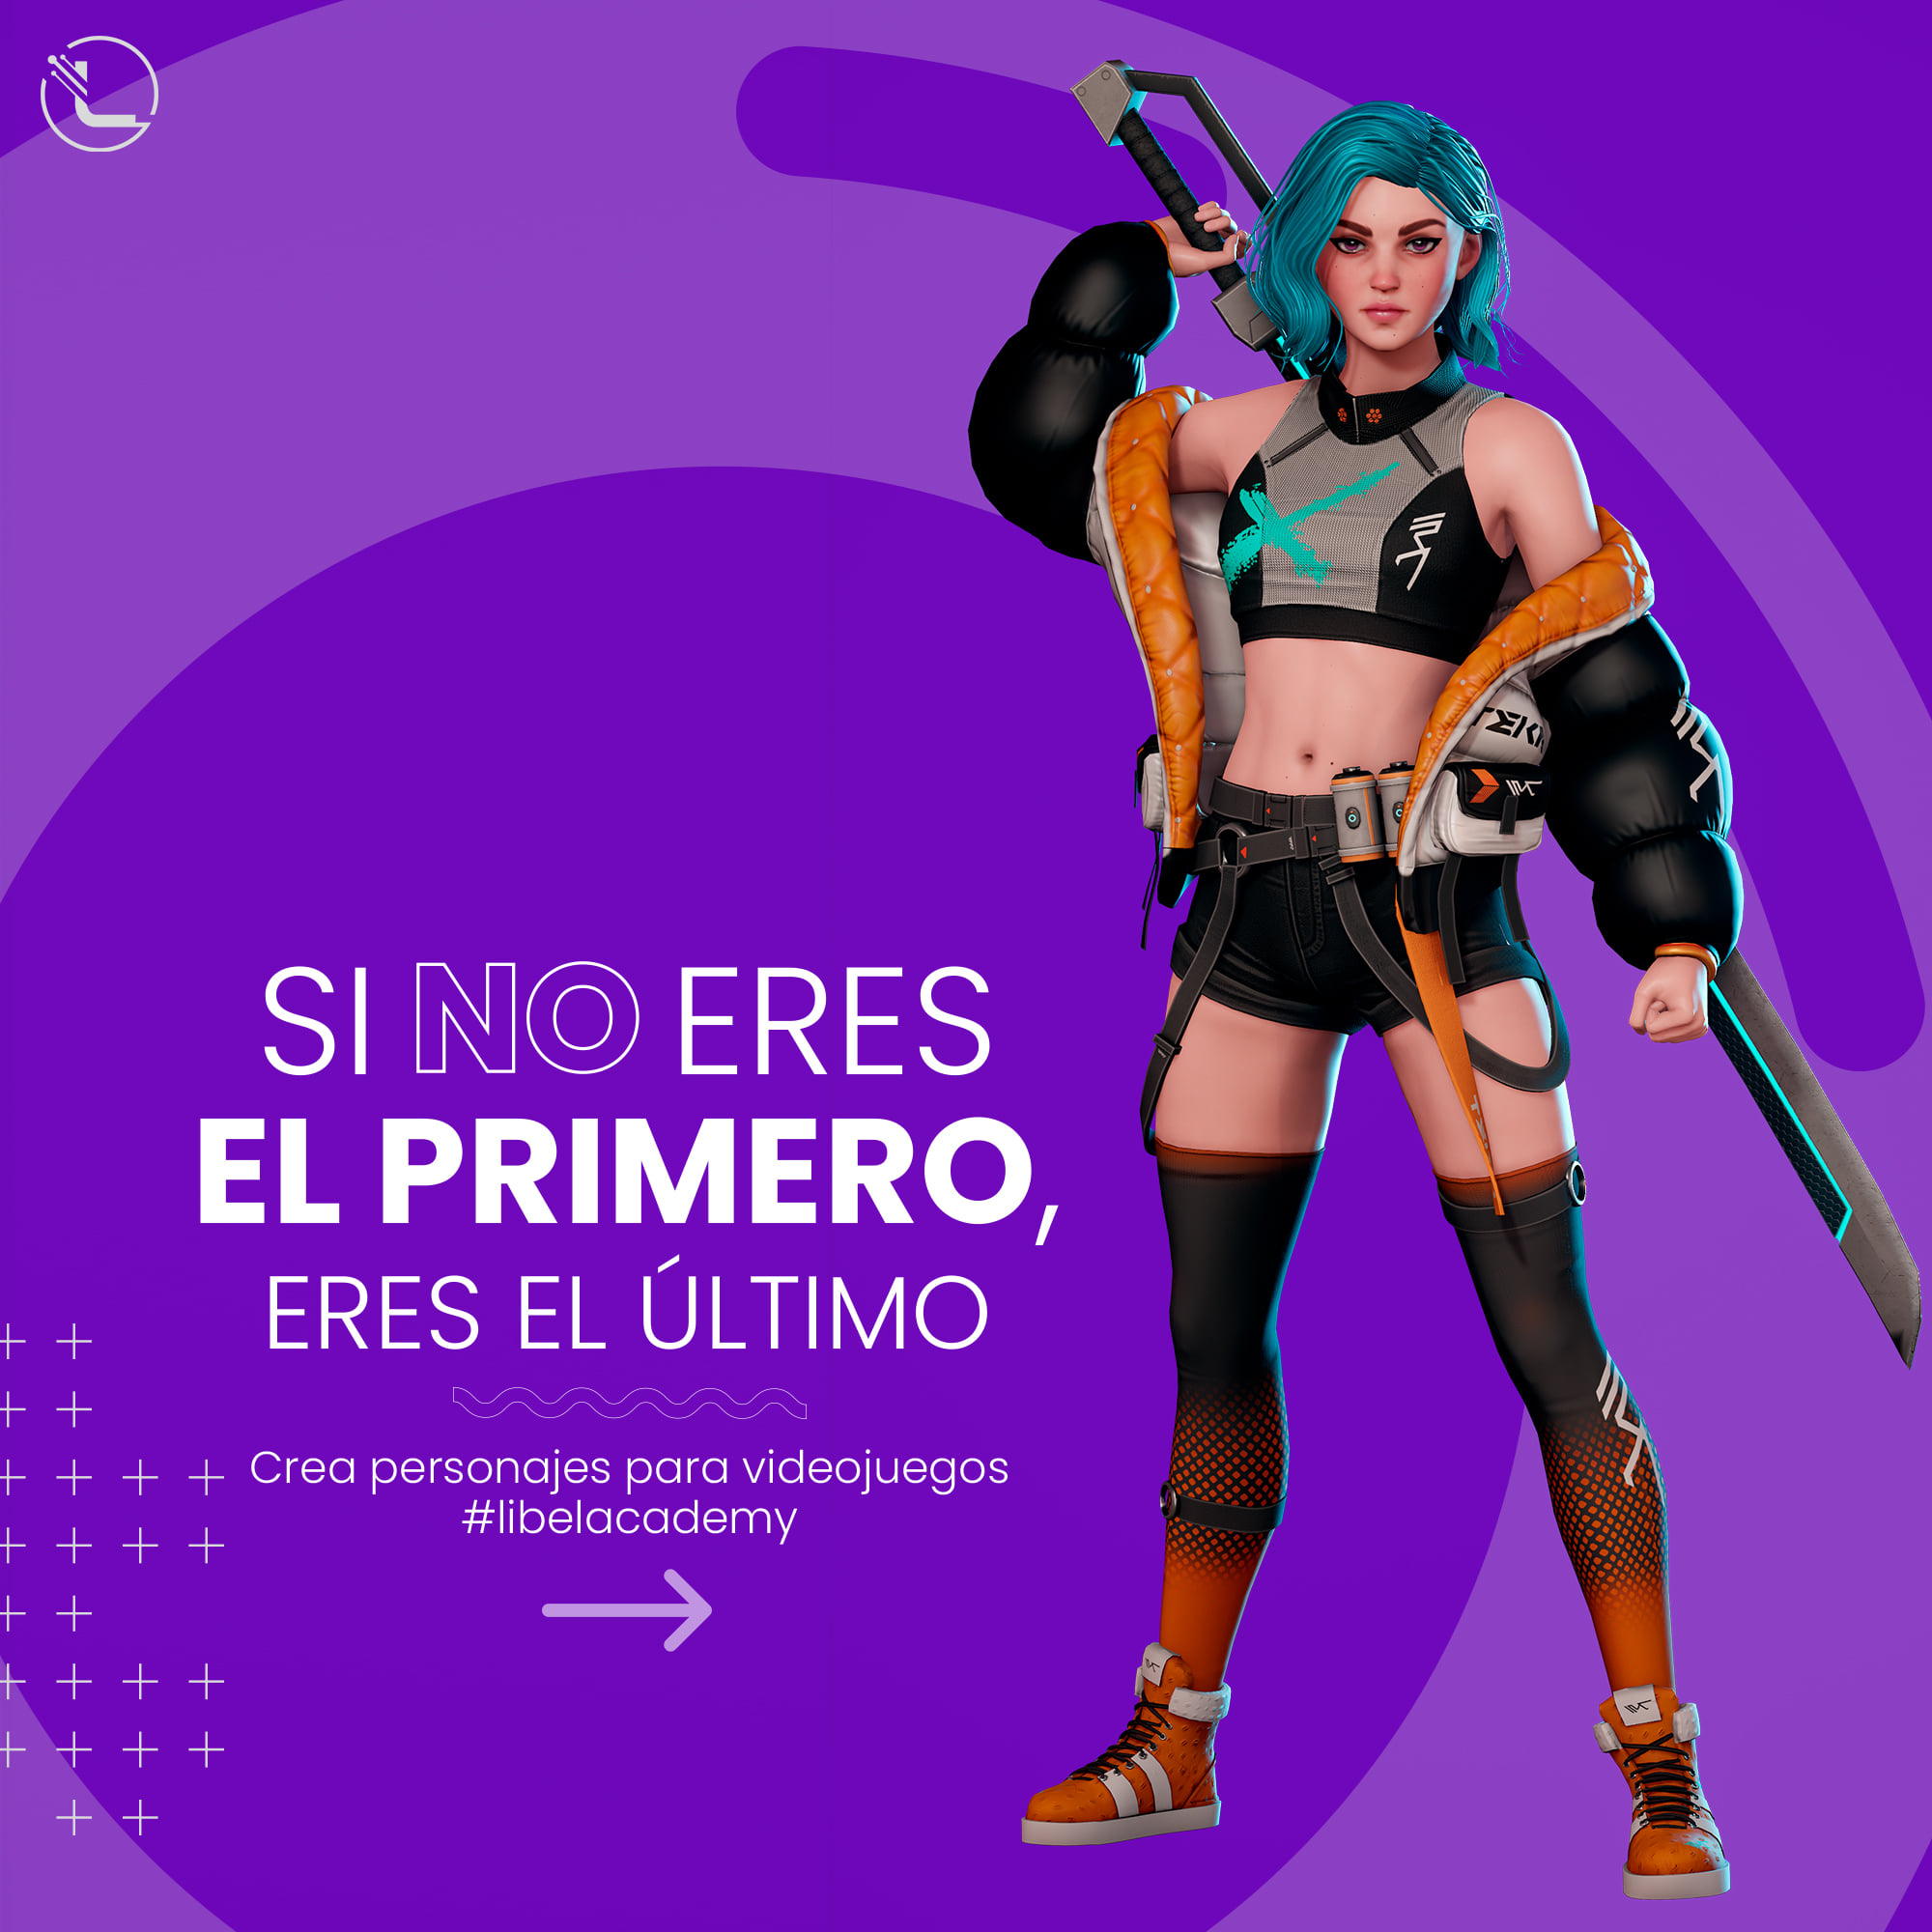 SI NO ERES
EL PRIMERO,
ERES EL ÚLTIMO
Crea personajes para videojuegos
#libelacademy